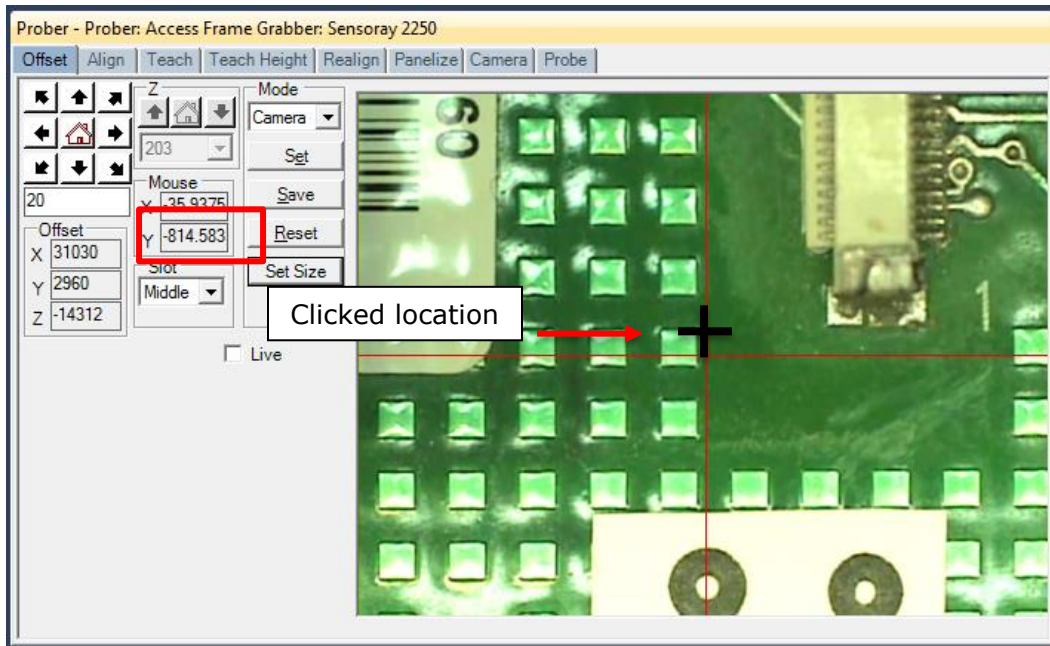 Prober - Prober: Access Frame Grabber: Sensoray 2250
Offset Align Teach Teach Height Realign Panelize Camera Probe
Z
203
Mode
Camera
Set
Save
Reset
Set Size
20
Mouse
X -35.9375
Y -814.583
Offset
X 31030
Y 2960
Z -14312
Slot
Middle
Live
Clicked location
60
1